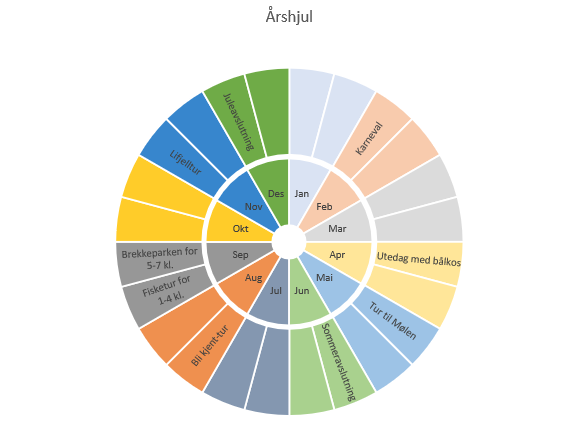 Årshjul
Juleavslutning
Karneval
Lifjelltur
Des
Jan
Nov
Feb
Okt
Mar
Sep
Apr
Aug
Mai
Jul
Jun
Brekkeparken for
5-7 kl.
Utedag med bålkos
Fisketur for
1-4 kl.
Tur til Mølen
Bli kjent-tur
Sommeravslutning